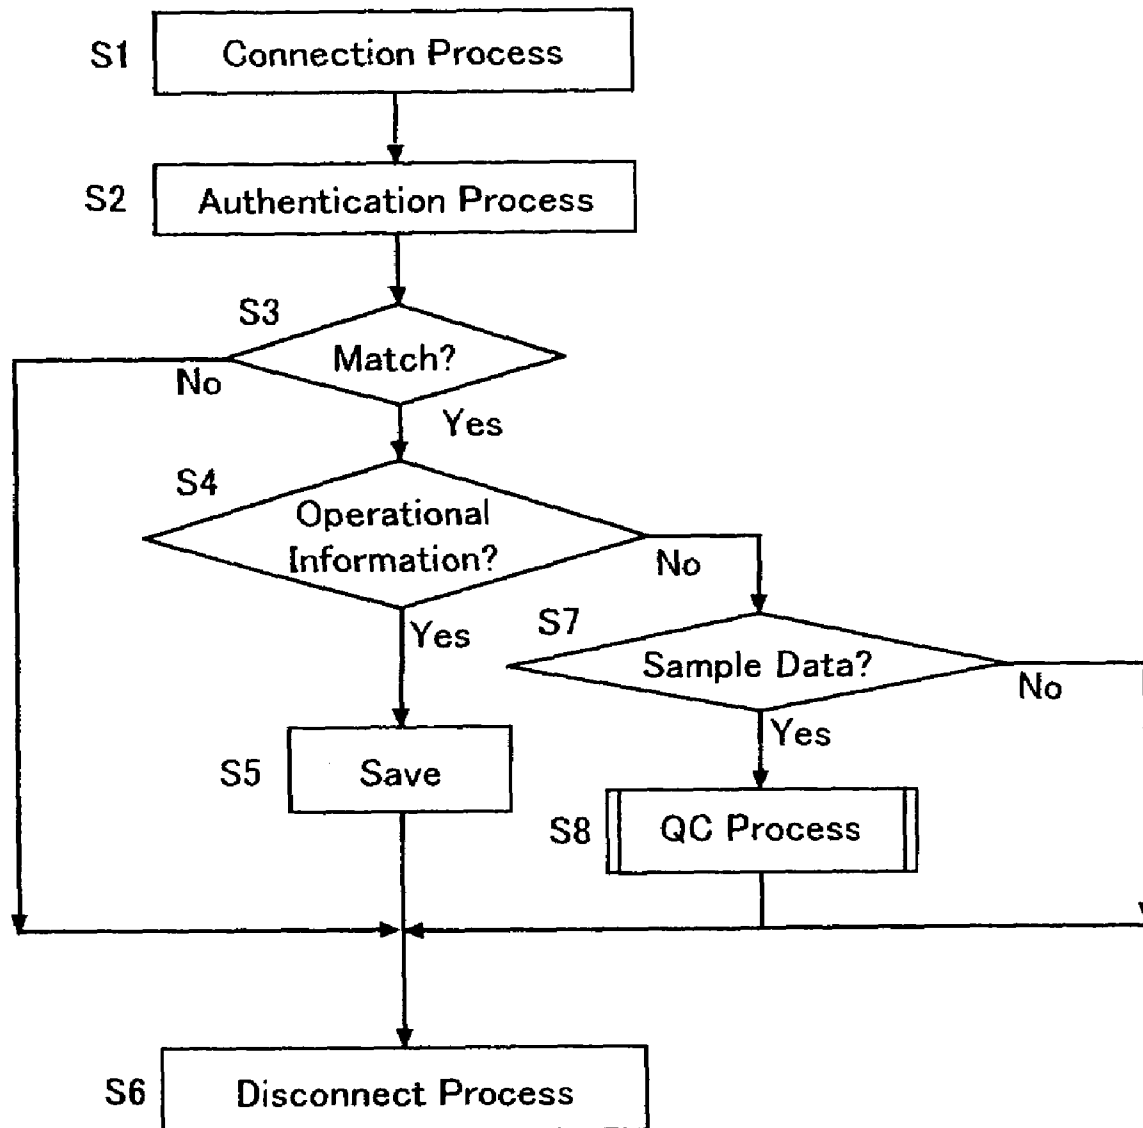 S1
Connection Process
S2
Authentication Process
S3
Match?
No
Yes
S4
Operational
Information?
No
Yes
S7
Sample Data?
No
Yes
S5
Save
S8
QC Process
S6
Disconnect Process